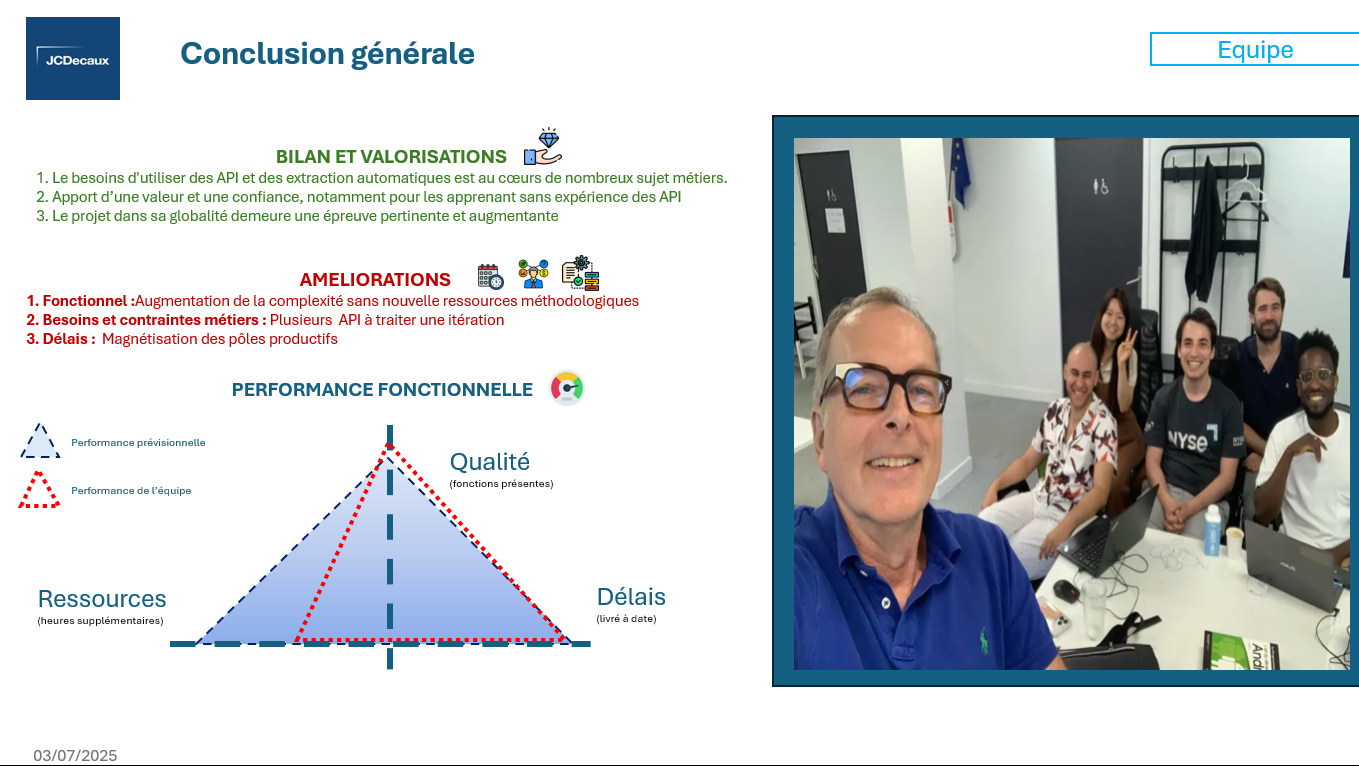 JCDecaux
Conclusion générale
Equipe
BILAN ET VALORISATIONS
1. Le besoins d'utiliser des API et des extraction automatiques est au cœurs de nombreux sujet métiers.
2. Apport d’une valeur et une confiance, notamment pour les apprenant sans expérience des API
3. Le projet dans sa globalité demeure une épreuve pertinente et augmentante
AMELIORATIONS
1. Fonctionnel :Augmentation de la complexité sans nouvelle ressources méthodologiques
2. Besoins et contraintes métiers : Plusieurs API à traiter une itération
3. Délais : Magnétisation des pôles productifs
PERFORMANCE FONCTIONNELLE
Performance prévisionnelle
Performance de l’équipe
Qualité
(fonctions présentes)
Ressources
(heures supplémentaires)
Délais
(livré à date)
NYSE
NYSE
ASUS
03/07/2025